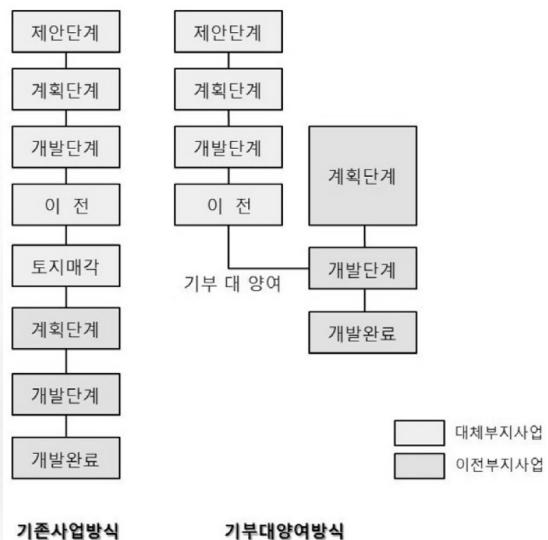 제안단계
계획단계
개발단계
이 전
토지매각
계획단계
개발단계
개발완료
기존사업방식
제안단계
계획단계
개발단계
이 전
기부 대 양여
계획단계
개발단계
개발완료
기부대양여방식
대체부지사업
이전부지사업